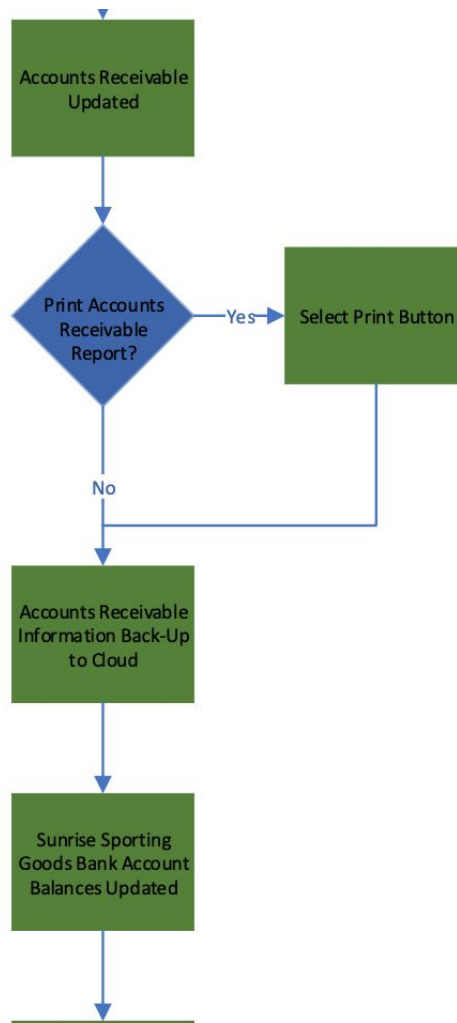 Accounts Receivable
Updated
Print Accounts
Receivable
Report?
Yes
Select Print Button
No
Accounts Receivable
Information Back-Up
to Cloud
Sunrise Sporting
Goods Bank Account
Balances Updated